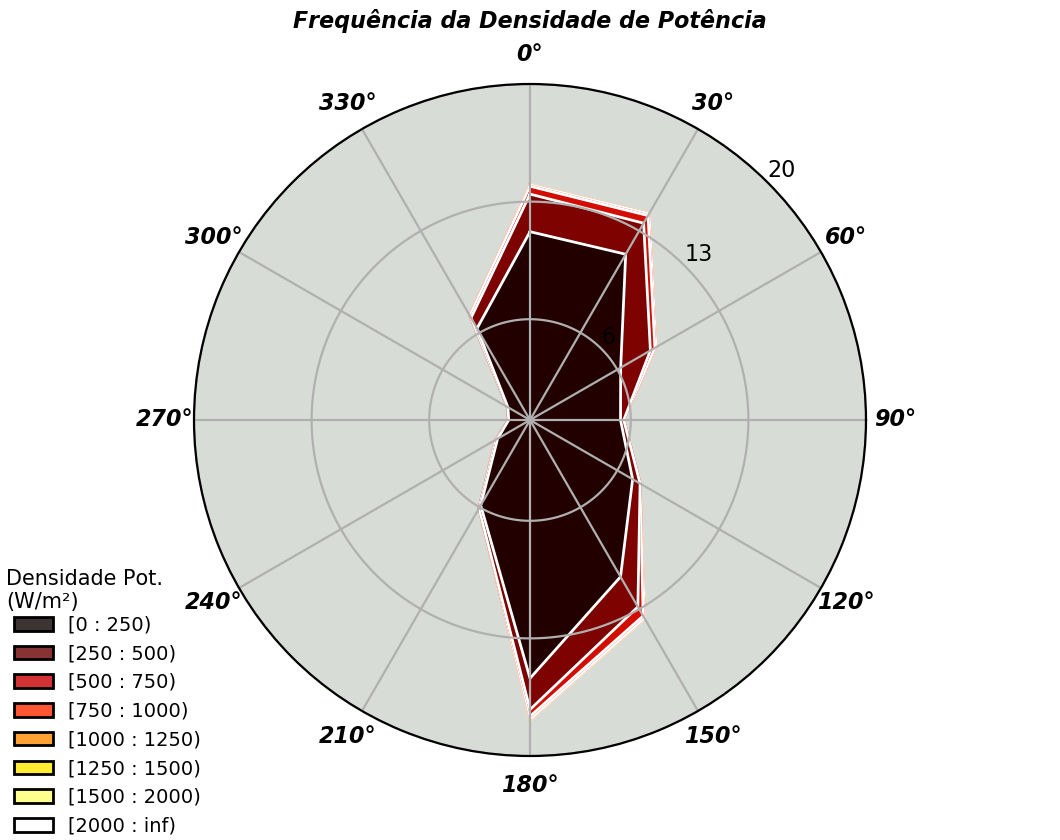 Frequência da Densidade de Potência
0°
330°
30°
20
300°
60°
13
6
270°
90°
240°
120°
210°
150°
180°
Densidade Pot.
(W/m²)
[0 : 250)
[250 : 500)
[500 : 750)
[750 : 1000)
[1000 : 1250)
[1250 : 1500)
[1500 : 2000)
[2000 : inf)